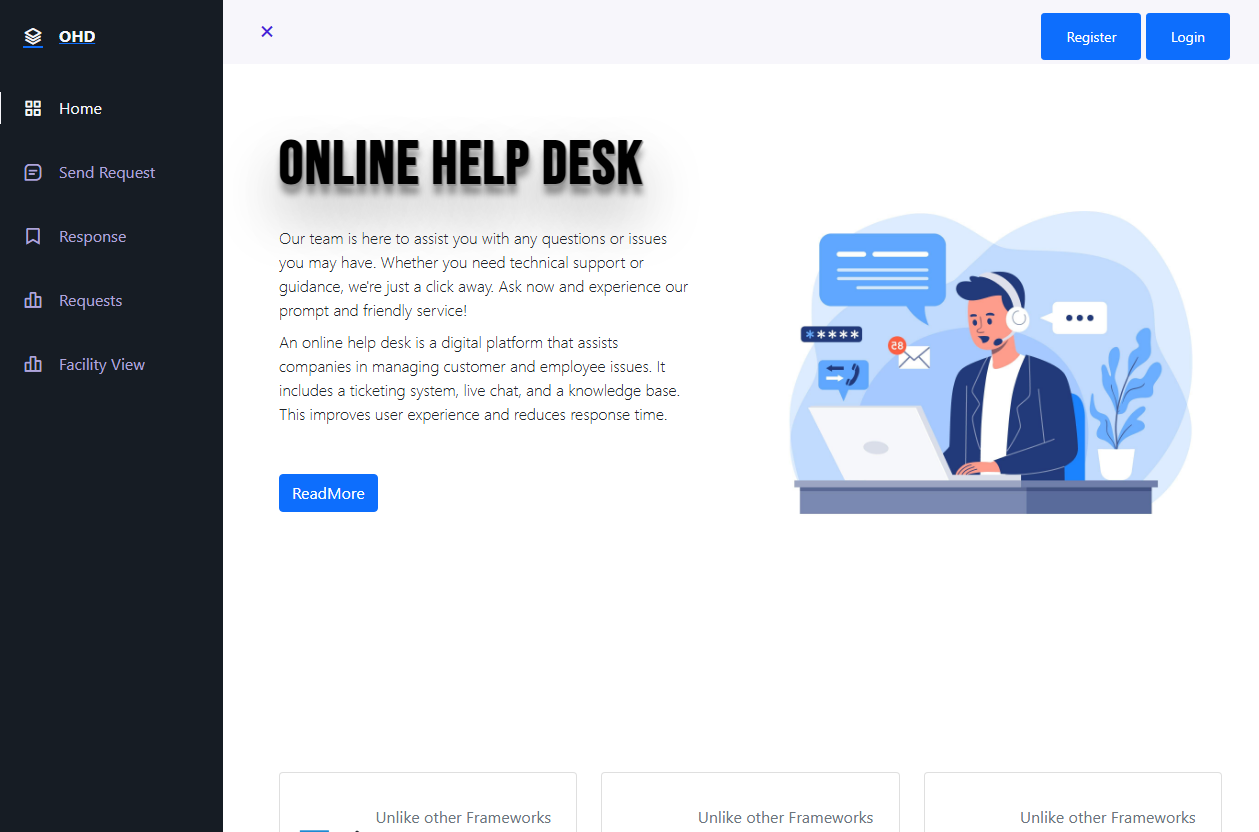 OHD
Register
Login
Home
Send Request
Response
Requests
Facility View
ONLINE HELP DESK
Our team is here to assist you with any questions or issues
you may have. Whether you need technical support or
guidance, we're just a click away. Ask now and experience our
prompt and friendly service!
An online help desk is a digital platform that assists
companies in managing customer and employee issues. It
includes a ticketing system, live chat, and a knowledge base.
This improves user experience and reduces response time.
ReadMore
*****
28
Unlike other Frameworks
Unlike other Frameworks
Unlike other Frameworks